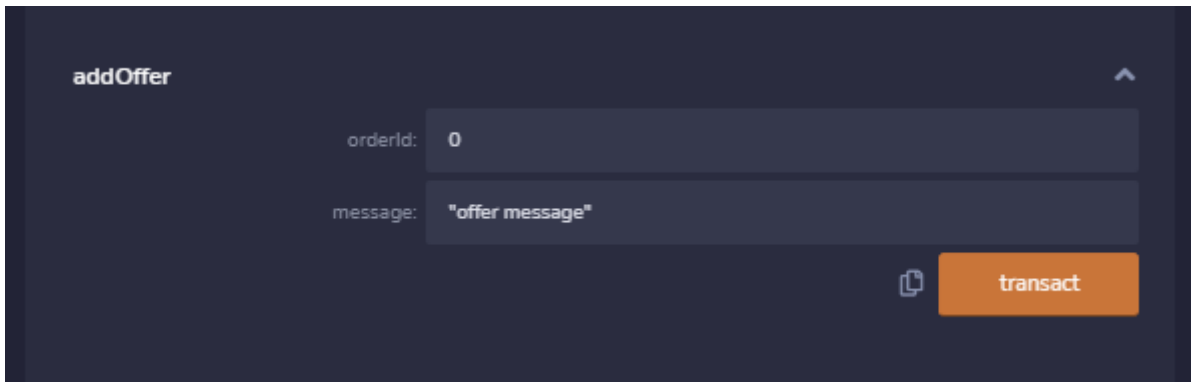 addOffer
orderId: 0
message: "offer message"
transact